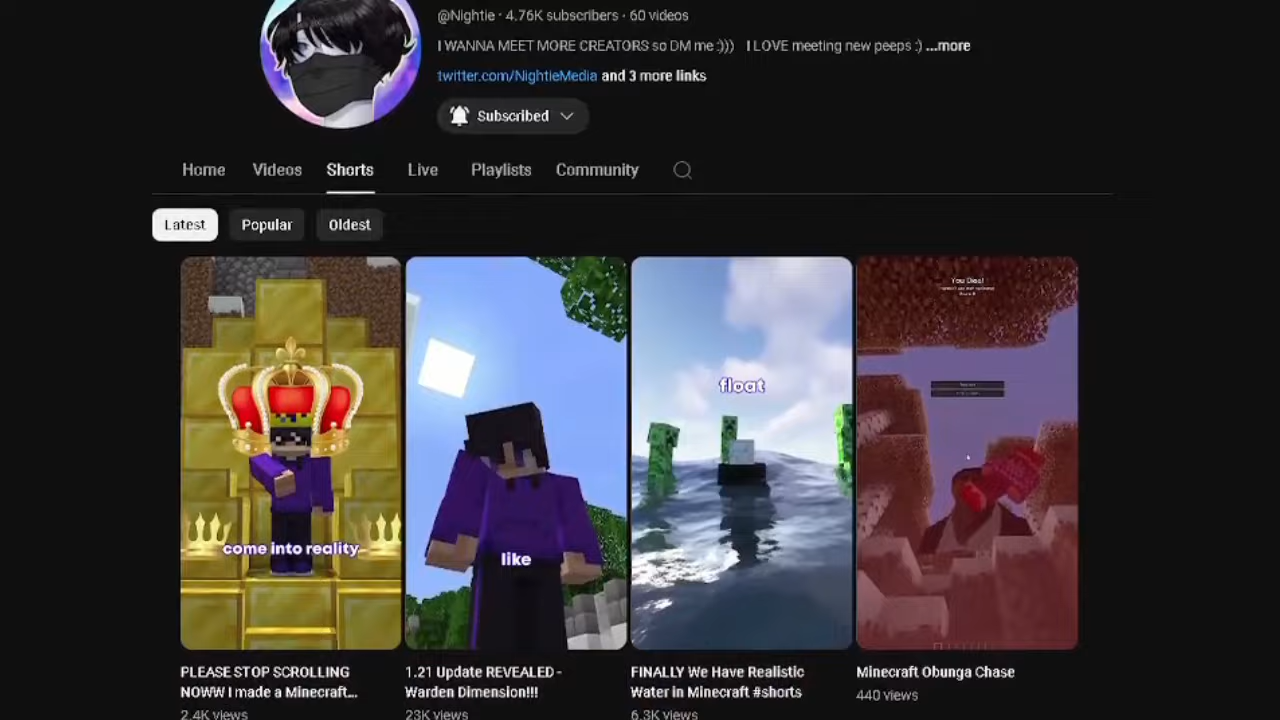 @Nightie · 4.76K subscribers · 60 videos
I WANNA MEET MORE CREATORS so DM me :))) I LOVE meeting new peeps :) ...more
twitter.com/NightieMedia and 3 more links
Subscribed
Home Videos Shorts Live Playlists Community
Latest Popular Oldest
You Died!
float
come into reality
like
PLEASE STOP SCROLLING
NOWW I made a Minecraft...
2.4K views
1.21 Update REVEALED -
Warden Dimension!!!
23K views
FINALLY We Have Realistic
Water in Minecraft #shorts
6.3K views
Minecraft Obunga Chase
440 views